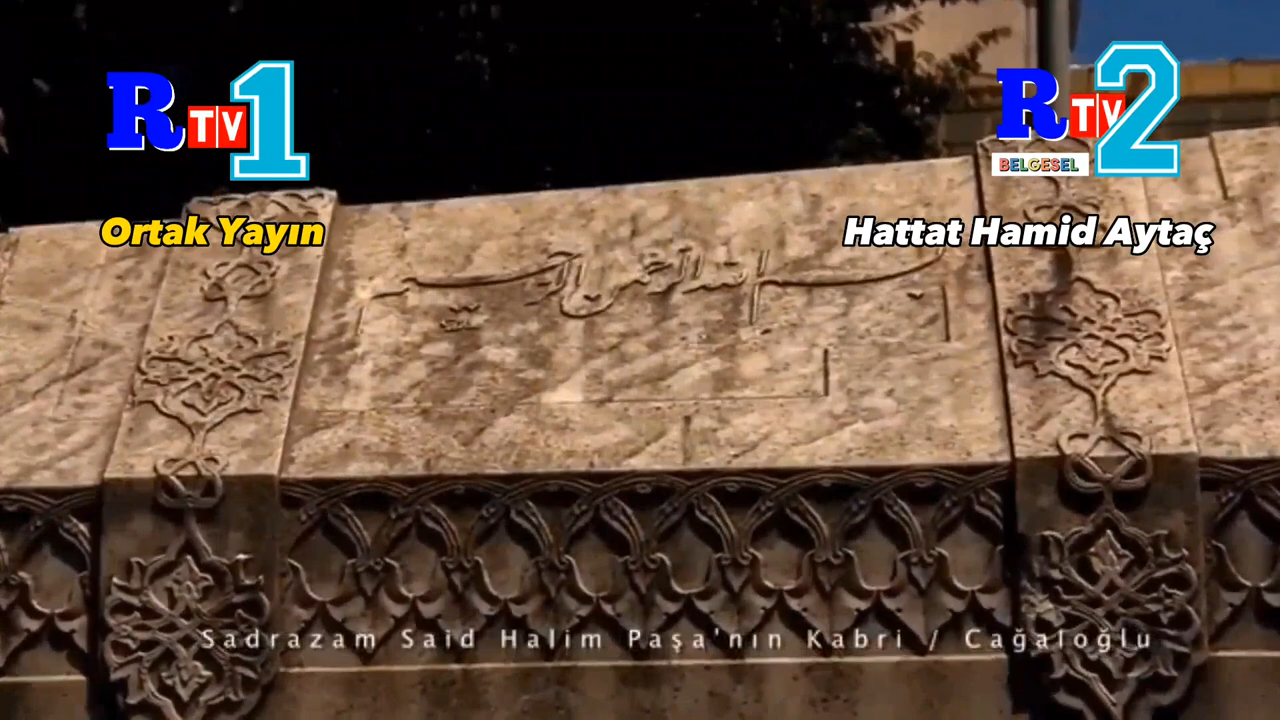 RTV1
RTV2
BELGESEL
Ortak Yayın
Hattat Hamid Aytaç
بسم الله الرحمن الرحيم
Sadrazam Said Halim Paşa'nın Kabri / Cağaloğlu